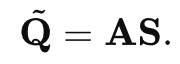 Q̃ = AS.